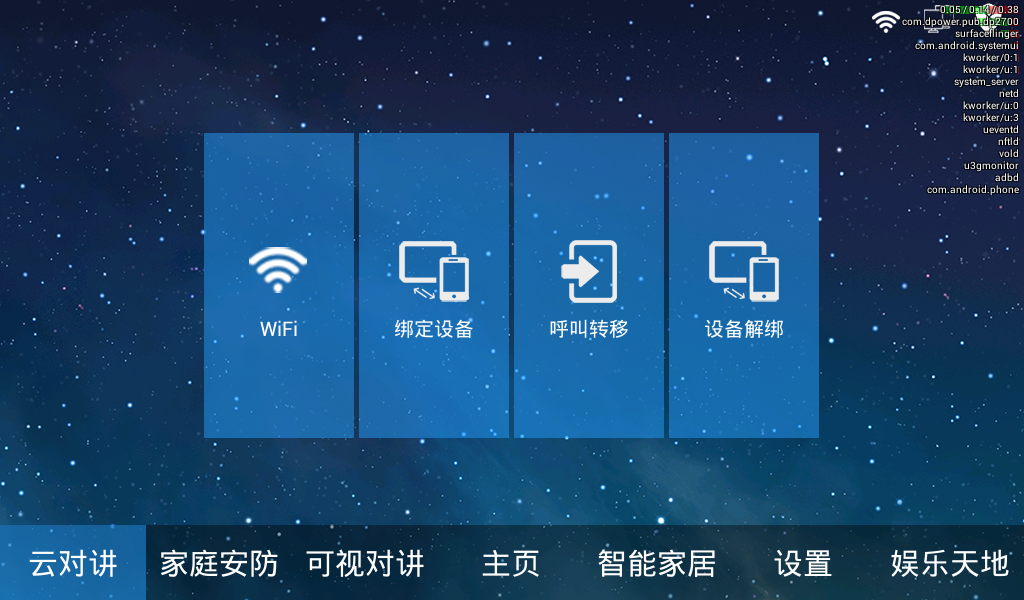 0.05 / 0.14 / 0.38
com.dpower.pub.dp2700
surfaceflinger
com.android.systemui
kworker/0:1
kworker/u:1
system_server
netd
kworker/u:0
kworker/u:3
ueventd
nftld
vold
u3gmonitor
adbd
com.android.phone
WiFi
绑定设备
呼叫转移
设备解绑
云对讲
家庭安防
可视对讲
主页
智能家居
设置
娱乐天地